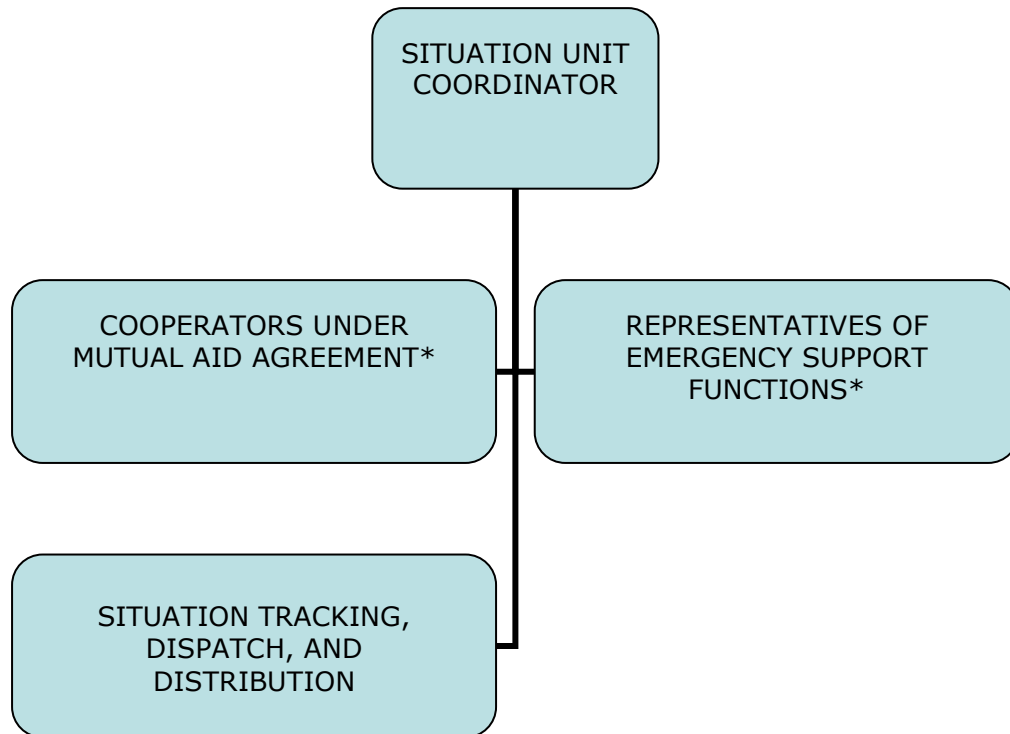 SITUATION UNIT
COORDINATOR
COOPERATORS UNDER
MUTUAL AID AGREEMENT*
REPRESENTATIVES OF
EMERGENCY SUPPORT
FUNCTIONS*
SITUATION TRACKING,
DISPATCH, AND
DISTRIBUTION